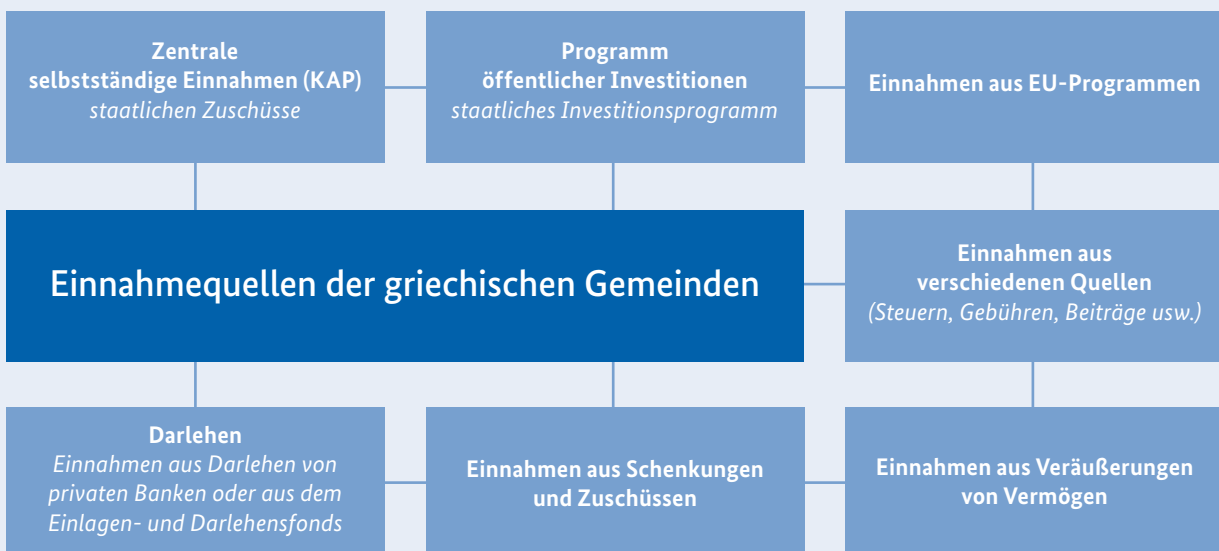 Zentrale
selbstständige Einnahmen (KAP)
staatlichen Zuschüsse
Programm
öffentlicher Investitionen
staatliches Investitionsprogramm
Einnahmen aus EU-Programmen
Einnahmequellen der griechischen Gemeinden
Einnahmen aus
verschiedenen Quellen
(Steuern, Gebühren, Beiträge usw.)
Darlehen
Einnahmen aus Darlehen von
privaten Banken oder aus dem
Einlagen- und Darlehensfonds
Einnahmen aus Schenkungen
und Zuschüssen
Einnahmen aus Veräußerungen
von Vermögen